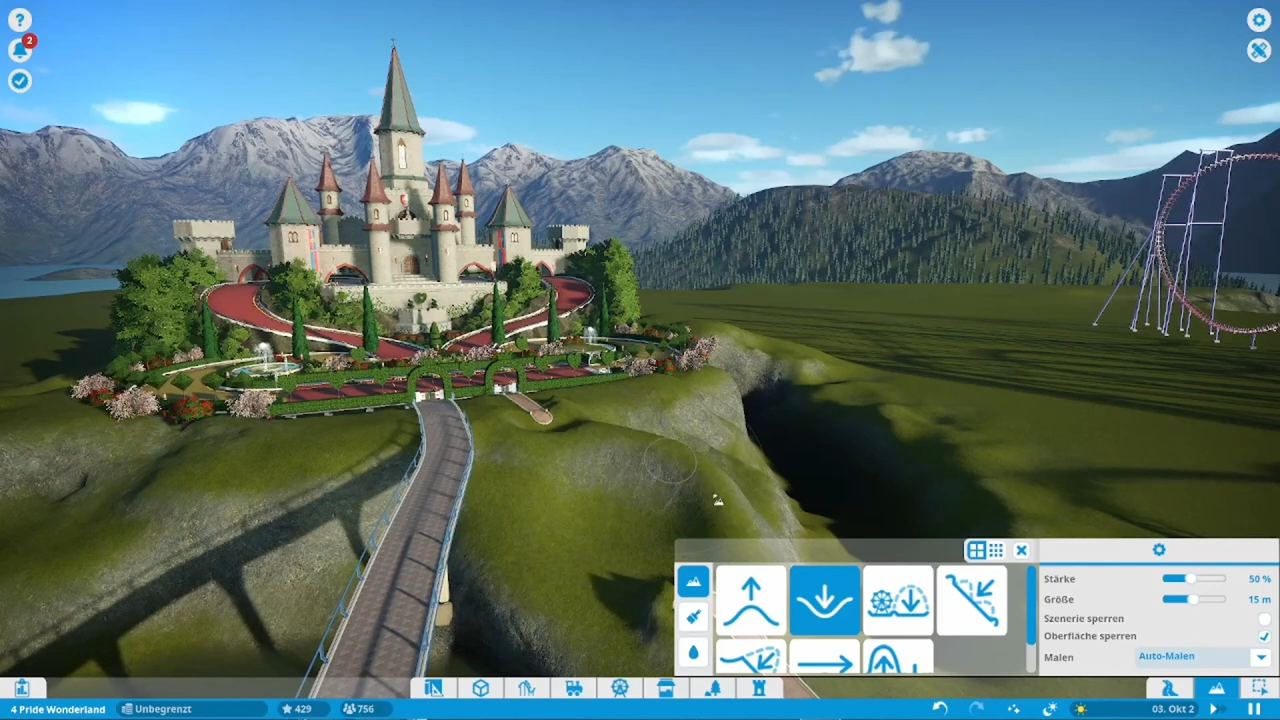 ?
2
Stärke 50 %
Größe 15 m
Szenerie sperren
Oberfläche sperren
Malen Auto-Malen
4 Pride Wonderland Unbegrenzt 429 756 03. Okt 2